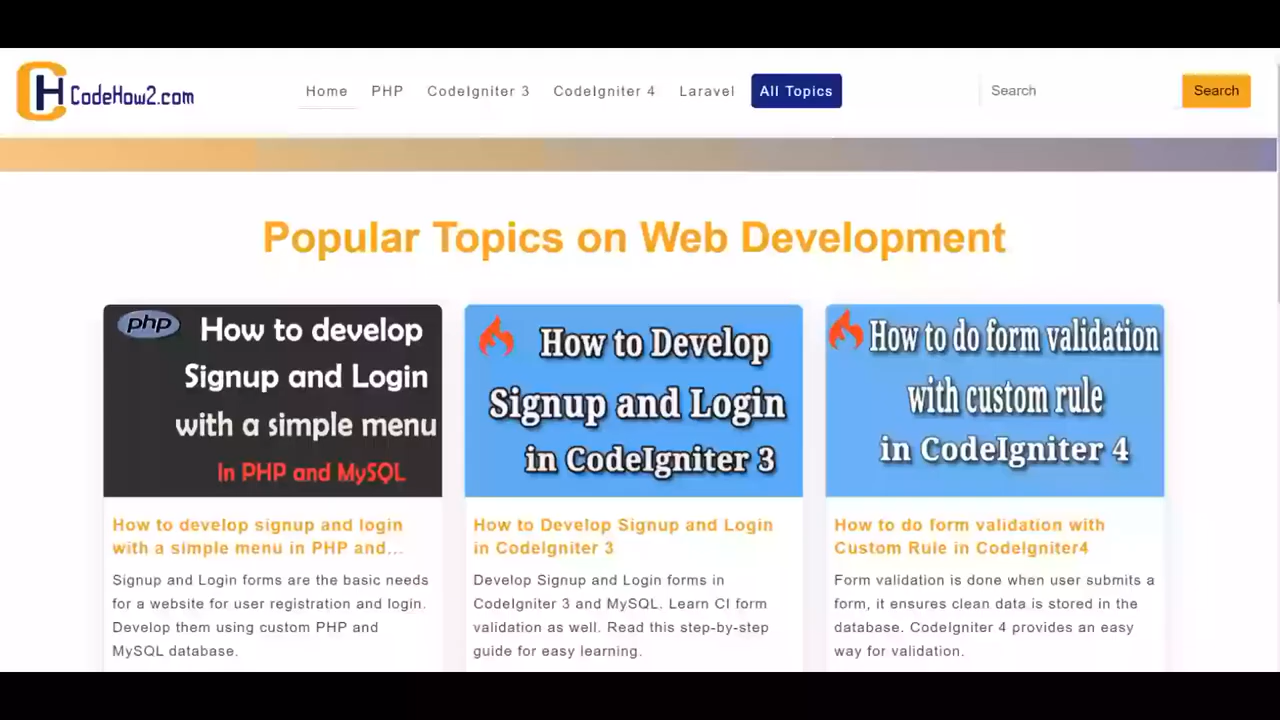 CH CodeHow2.com
Home PHP CodeIgniter 3 CodeIgniter 4 Laravel All Topics Search Search
Popular Topics on Web Development
php How to develop
Signup and Login
with a simple menu
In PHP and MySQL
How to develop signup and login
with a simple menu in PHP and...
Signup and Login forms are the basic needs
for a website for user registration and login.
Develop them using custom PHP and
MySQL database.
How to Develop
Signup and Login
in CodeIgniter 3
How to Develop Signup and Login
in CodeIgniter 3
Develop Signup and Login forms in
CodeIgniter 3 and MySQL. Learn CI form
validation as well. Read this step-by-step
guide for easy learning.
How to do form validation
with custom rule
in CodeIgniter 4
How to do form validation with
Custom Rule in CodeIgniter4
Form validation is done when user submits a
form, it ensures clean data is stored in the
database. CodeIgniter 4 provides an easy
way for validation.